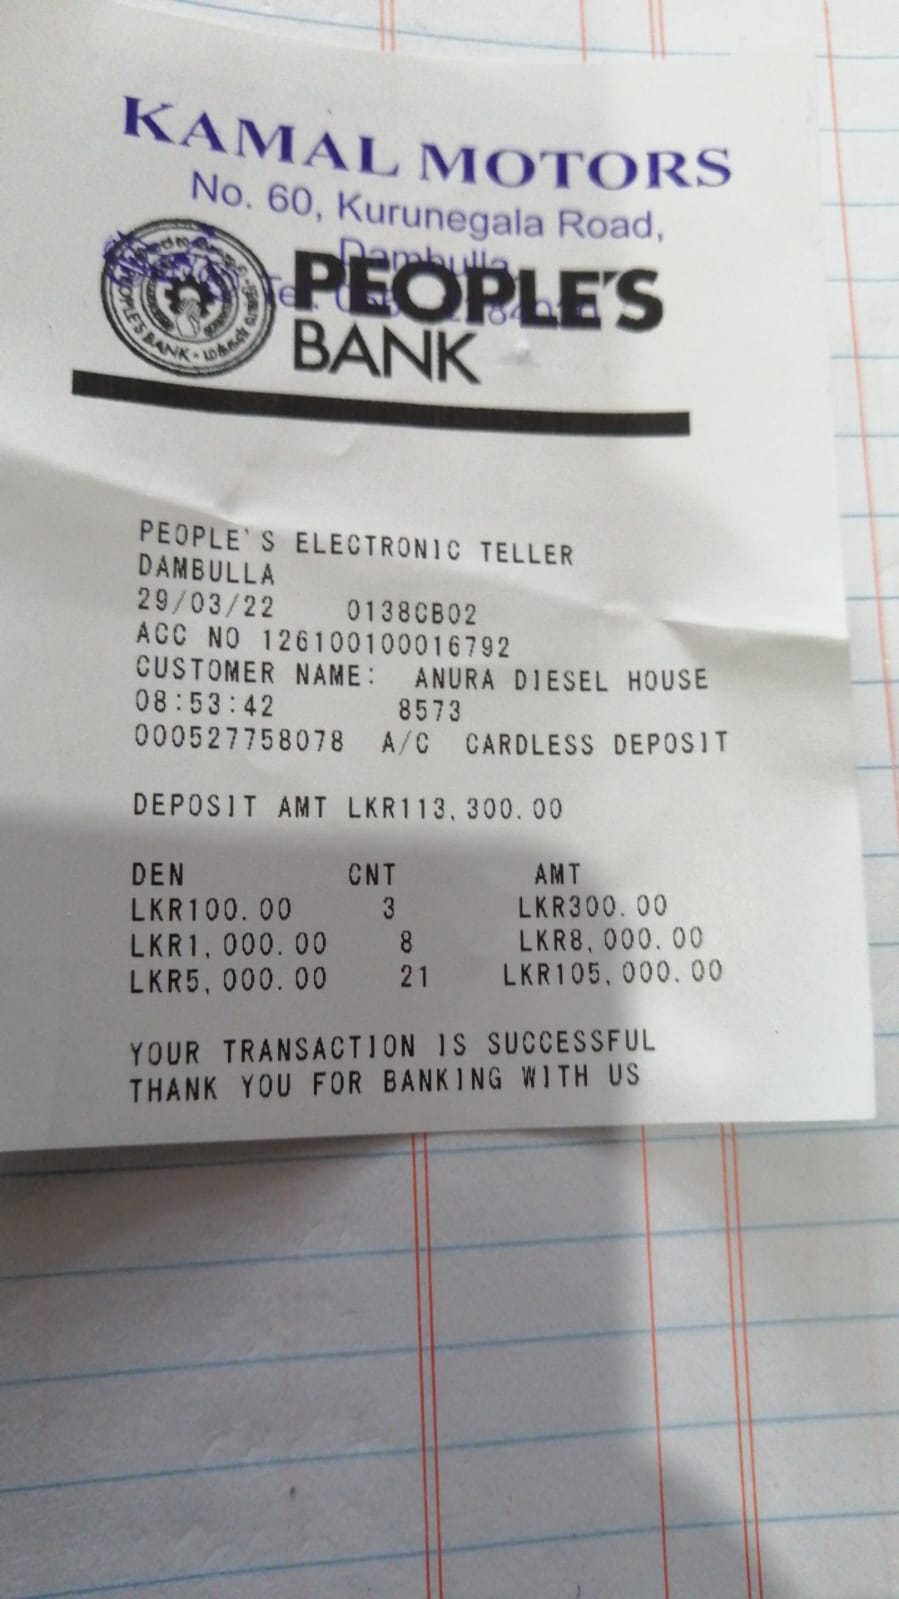 KAMAL MOTORS
No. 60, Kurunegala Road,
Dambulla
PEOPLE'S
BANK
PEOPLE'S BANK
PEOPLE'S ELECTRONIC TELLER
DAMBULLA
29/03/22 0138CB02
ACC NO 126100100016792
CUSTOMER NAME: ANURA DIESEL HOUSE
08:53:42 8573
000527758078 A/C CARDLESS DEPOSIT
DEPOSIT AMT LKR113,300.00
DEN CNT AMT
LKR100.00 3 LKR300.00
LKR1,000.00 8 LKR8,000.00
LKR5,000.00 21 LKR105,000.00
YOUR TRANSACTION IS SUCCESSFUL
THANK YOU FOR BANKING WITH US